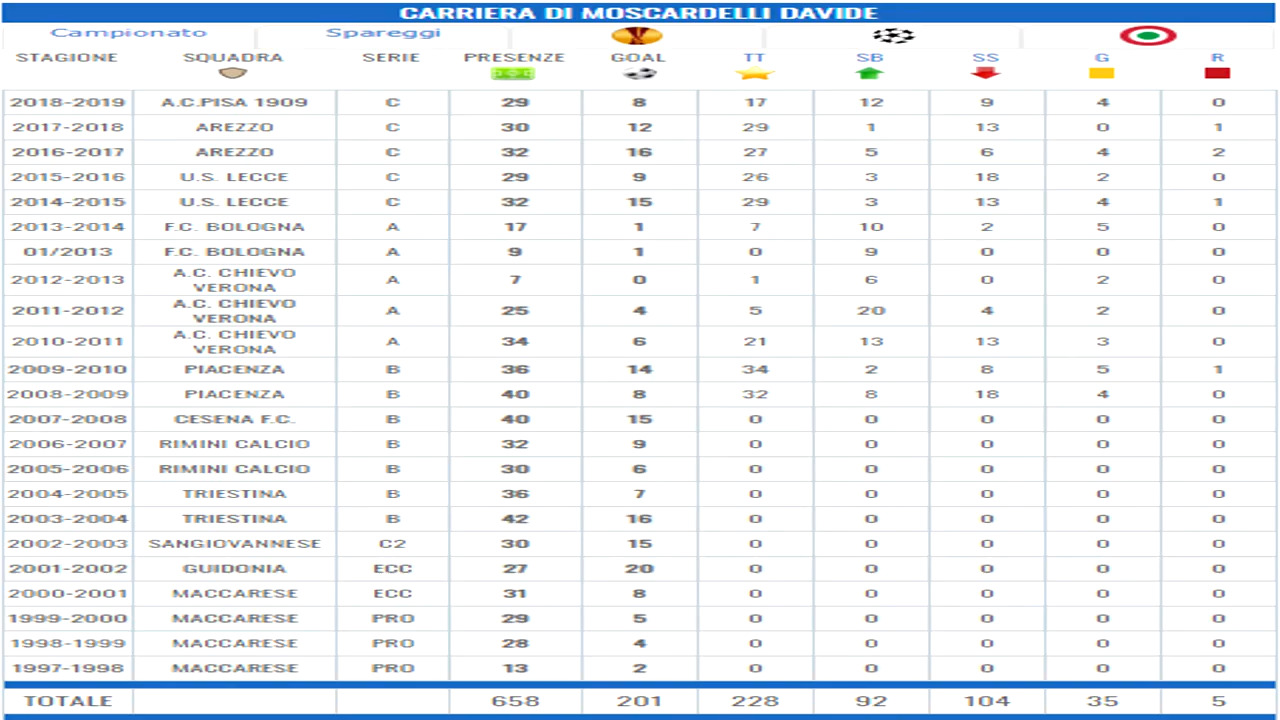 CARRIERA DI MOSCARDELLI DAVIDE
Campionato Spareggi
STAGIONE SQUADRA SERIE PRESENZE GOAL TT SB SS G R
2018-2019 A.C.PISA 1909 C 29 8 17 12 9 4 0
2017-2018 AREZZO C 30 12 29 1 13 0 1
2016-2017 AREZZO C 32 16 27 5 6 4 2
2015-2016 U.S. LECCE C 29 9 26 3 18 2 0
2014-2015 U.S. LECCE C 32 15 29 3 13 4 1
2013-2014 F.C. BOLOGNA A 17 1 7 10 2 5 0
01/2013 F.C. BOLOGNA A 9 1 0 9 0 0 0
2012-2013 A.C. CHIEVO VERONA A 7 0 1 6 0 2 0
2011-2012 A.C. CHIEVO VERONA A 25 4 5 20 4 2 0
2010-2011 A.C. CHIEVO VERONA A 34 6 21 13 13 3 0
2009-2010 PIACENZA B 36 14 34 2 8 5 1
2008-2009 PIACENZA B 40 8 32 8 18 4 0
2007-2008 CESENA F.C. B 40 15 0 0 0 0 0
2006-2007 RIMINI CALCIO B 32 9 0 0 0 0 0
2005-2006 RIMINI CALCIO B 30 6 0 0 0 0 0
2004-2005 TRIESTINA B 36 7 0 0 0 0 0
2003-2004 TRIESTINA B 42 16 0 0 0 0 0
2002-2003 SANGIOVANNESE C2 30 15 0 0 0 0 0
2001-2002 GUIDONIA ECC 27 20 0 0 0 0 0
2000-2001 MACCARESE ECC 31 8 0 0 0 0 0
1999-2000 MACCARESE PRO 29 5 0 0 0 0 0
1998-1999 MACCARESE PRO 28 4 0 0 0 0 0
1997-1998 MACCARESE PRO 13 2 0 0 0 0 0
TOTALE 658 201 228 92 104 35 5